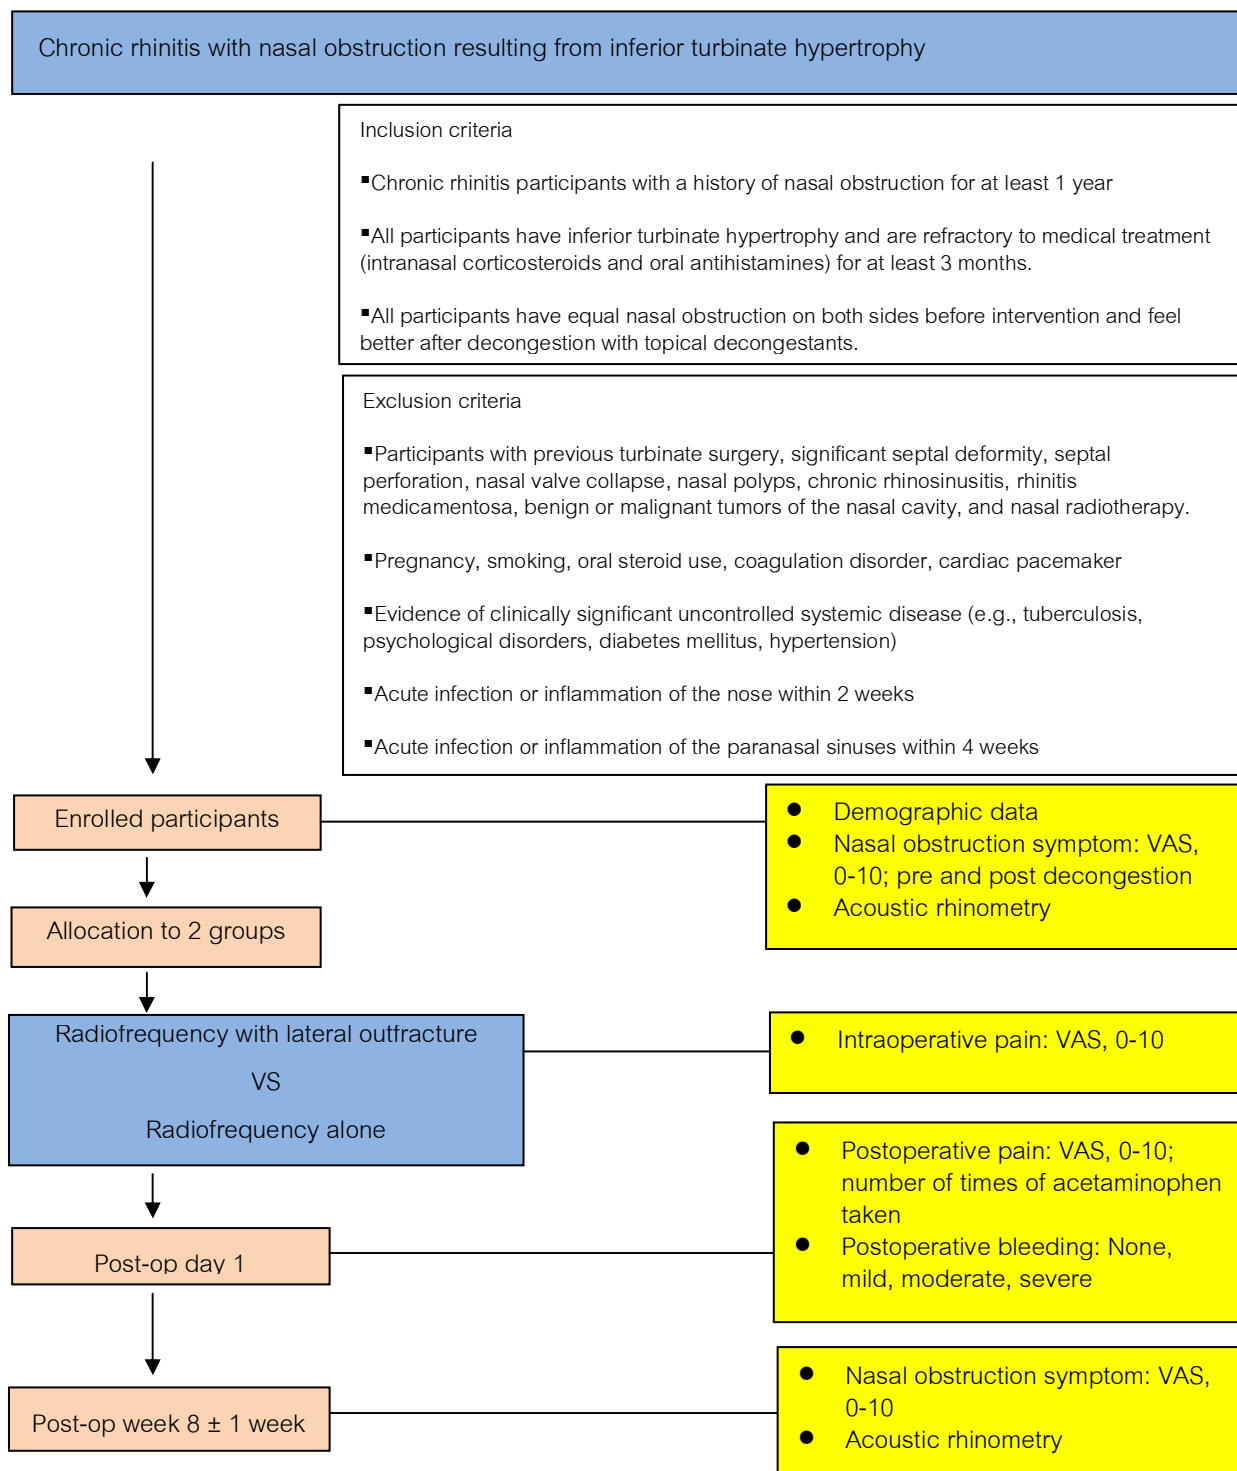 Chronic rhinitis with nasal obstruction resulting from inferior turbinate hypertrophy
Inclusion criteria
▪Chronic rhinitis participants with a history of nasal obstruction for at least 1 year
▪All participants have inferior turbinate hypertrophy and are refractory to medical treatment
(intranasal corticosteroids and oral antihistamines) for at least 3 months.
▪All participants have equal nasal obstruction on both sides before intervention and feel
better after decongestion with topical decongestants.
Exclusion criteria
▪Participants with previous turbinate surgery, significant septal deformity, septal
perforation, nasal valve collapse, nasal polyps, chronic rhinosinusitis, rhinitis
medicamentosa, benign or malignant tumors of the nasal cavity, and nasal radiotherapy.
▪Pregnancy, smoking, oral steroid use, coagulation disorder, cardiac pacemaker
▪Evidence of clinically significant uncontrolled systemic disease (e.g., tuberculosis,
psychological disorders, diabetes mellitus, hypertension)
▪Acute infection or inflammation of the nose within 2 weeks
▪Acute infection or inflammation of the paranasal sinuses within 4 weeks
Enrolled participants
● Demographic data
● Nasal obstruction symptom: VAS,
0-10; pre and post decongestion
● Acoustic rhinometry
Allocation to 2 groups
Radiofrequency with lateral outfracture
VS
Radiofrequency alone
● Intraoperative pain: VAS, 0-10
Post-op day 1
● Postoperative pain: VAS, 0-10;
number of times of acetaminophen
taken
● Postoperative bleeding: None,
mild, moderate, severe
Post-op week 8 ± 1 week
● Nasal obstruction symptom: VAS,
0-10
● Acoustic rhinometry